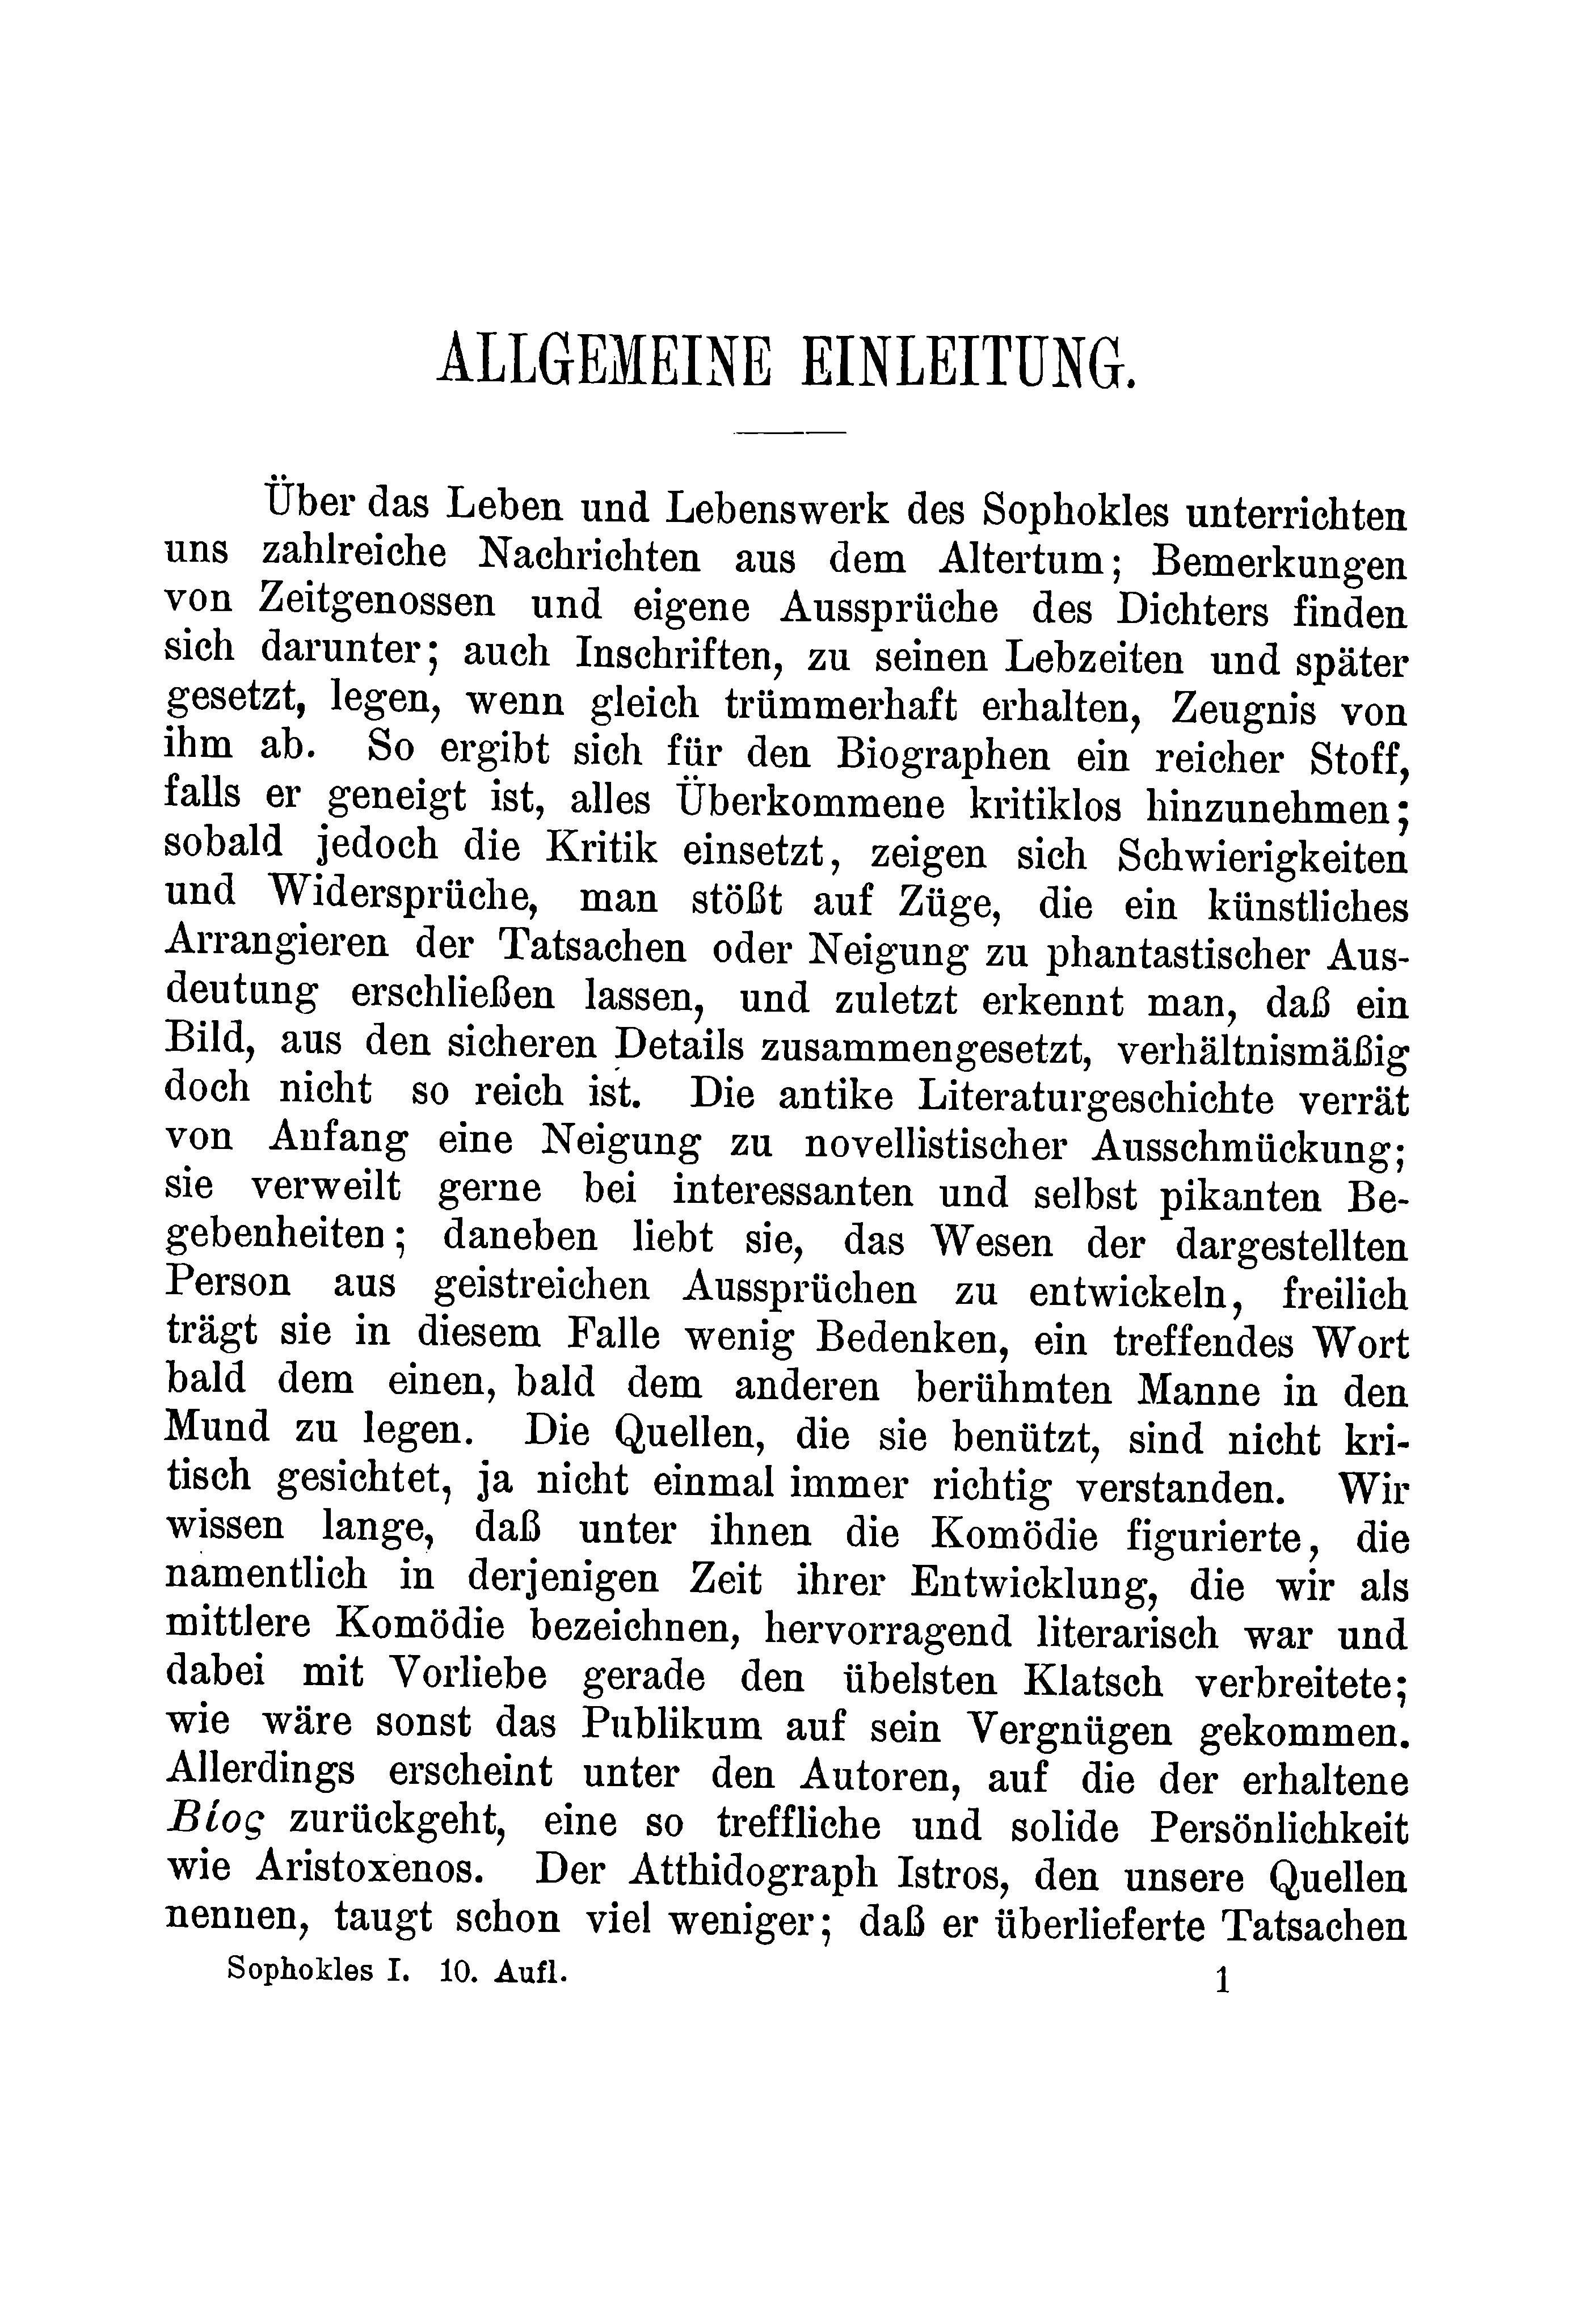 ALLGEMEINE EINLEITUNG.
Über das Leben und Lebenswerk des Sophokles unterrichten
uns zahlreiche Nachrichten aus dem Altertum; Bemerkungen
von Zeitgenossen und eigene Aussprüche des Dichters finden
sich darunter; auch Inschriften, zu seinen Lebzeiten und später
gesetzt, legen, wenn gleich trümmerhaft erhalten, Zeugnis von
ihm ab. So ergibt sich für den Biographen ein reicher Stoff,
falls er geneigt ist, alles Überkommene kritiklos hinzunehmen;
sobald jedoch die Kritik einsetzt, zeigen sich Schwierigkeiten
und Widersprüche, man stößt auf Züge, die ein künstliches
Arrangieren der Tatsachen oder Neigung zu phantastischer Aus-
deutung erschließen lassen, und zuletzt erkennt man, daß ein
Bild, aus den sicheren Details zusammengesetzt, verhältnismäßig
doch nicht so reich ist. Die antike Literaturgeschichte verrät
von Anfang eine Neigung zu novellistischer Ausschmückung;
sie verweilt gerne bei interessanten und selbst pikanten Be-
gebenheiten; daneben liebt sie, das Wesen der dargestellten
Person aus geistreichen Aussprüchen zu entwickeln, freilich
trägt sie in diesem Falle wenig Bedenken, ein treffendes Wort
bald dem einen, bald dem anderen berühmten Manne in den
Mund zu legen. Die Quellen, die sie benützt, sind nicht kri-
tisch gesichtet, ja nicht einmal immer richtig verstanden. Wir
wissen lange, daß unter ihnen die Komödie figurierte, die
namentlich in derjenigen Zeit ihrer Entwicklung, die wir als
mittlere Komödie bezeichnen, hervorragend literarisch war und
dabei mit Vorliebe gerade den übelsten Klatsch verbreitete;
wie wäre sonst das Publikum auf sein Vergnügen gekommen.
Allerdings erscheint unter den Autoren, auf die der erhaltene
Βίος zurückgeht, eine so treffliche und solide Persönlichkeit
wie Aristoxenos. Der Atthidograph Istros, den unsere Quellen
nennen, taugt schon viel weniger; daß er überlieferte Tatsachen
Sophokles I. 10. Aufl. 1